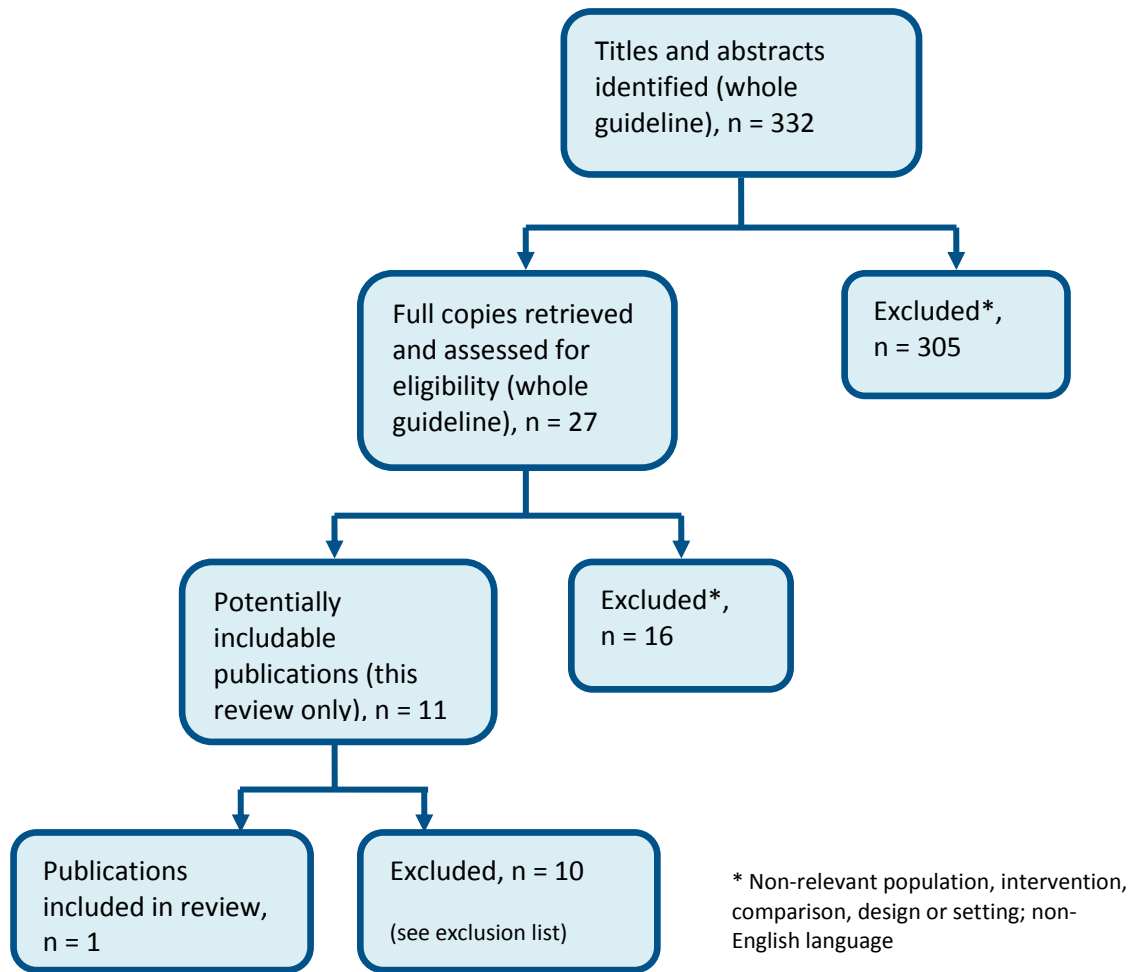 Titles and abstracts
identified (whole
guideline), n = 332
Full copies retrieved
and assessed for
eligibility (whole
guideline), n = 27
Excluded*,
n = 305
Potentially
includable
publications (this
review only), n = 11
Excluded*,
n = 16
Publications
included in review,
n = 1
Excluded, n = 10
(see exclusion list)
* Non-relevant population, intervention,
comparison, design or setting; non-
English language